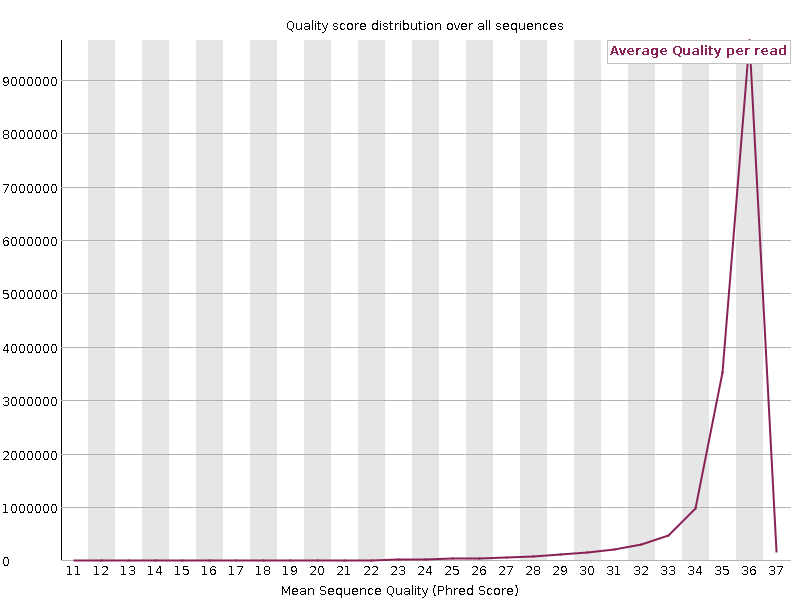 Quality score distribution over all sequences
Average Quality per read
9000000
8000000
7000000
6000000
5000000
4000000
3000000
2000000
1000000
0
11 12 13 14 15 16 17 18 19 20 21 22 23 24 25 26 27 28 29 30 31 32 33 34 35 36 37
Mean Sequence Quality (Phred Score)